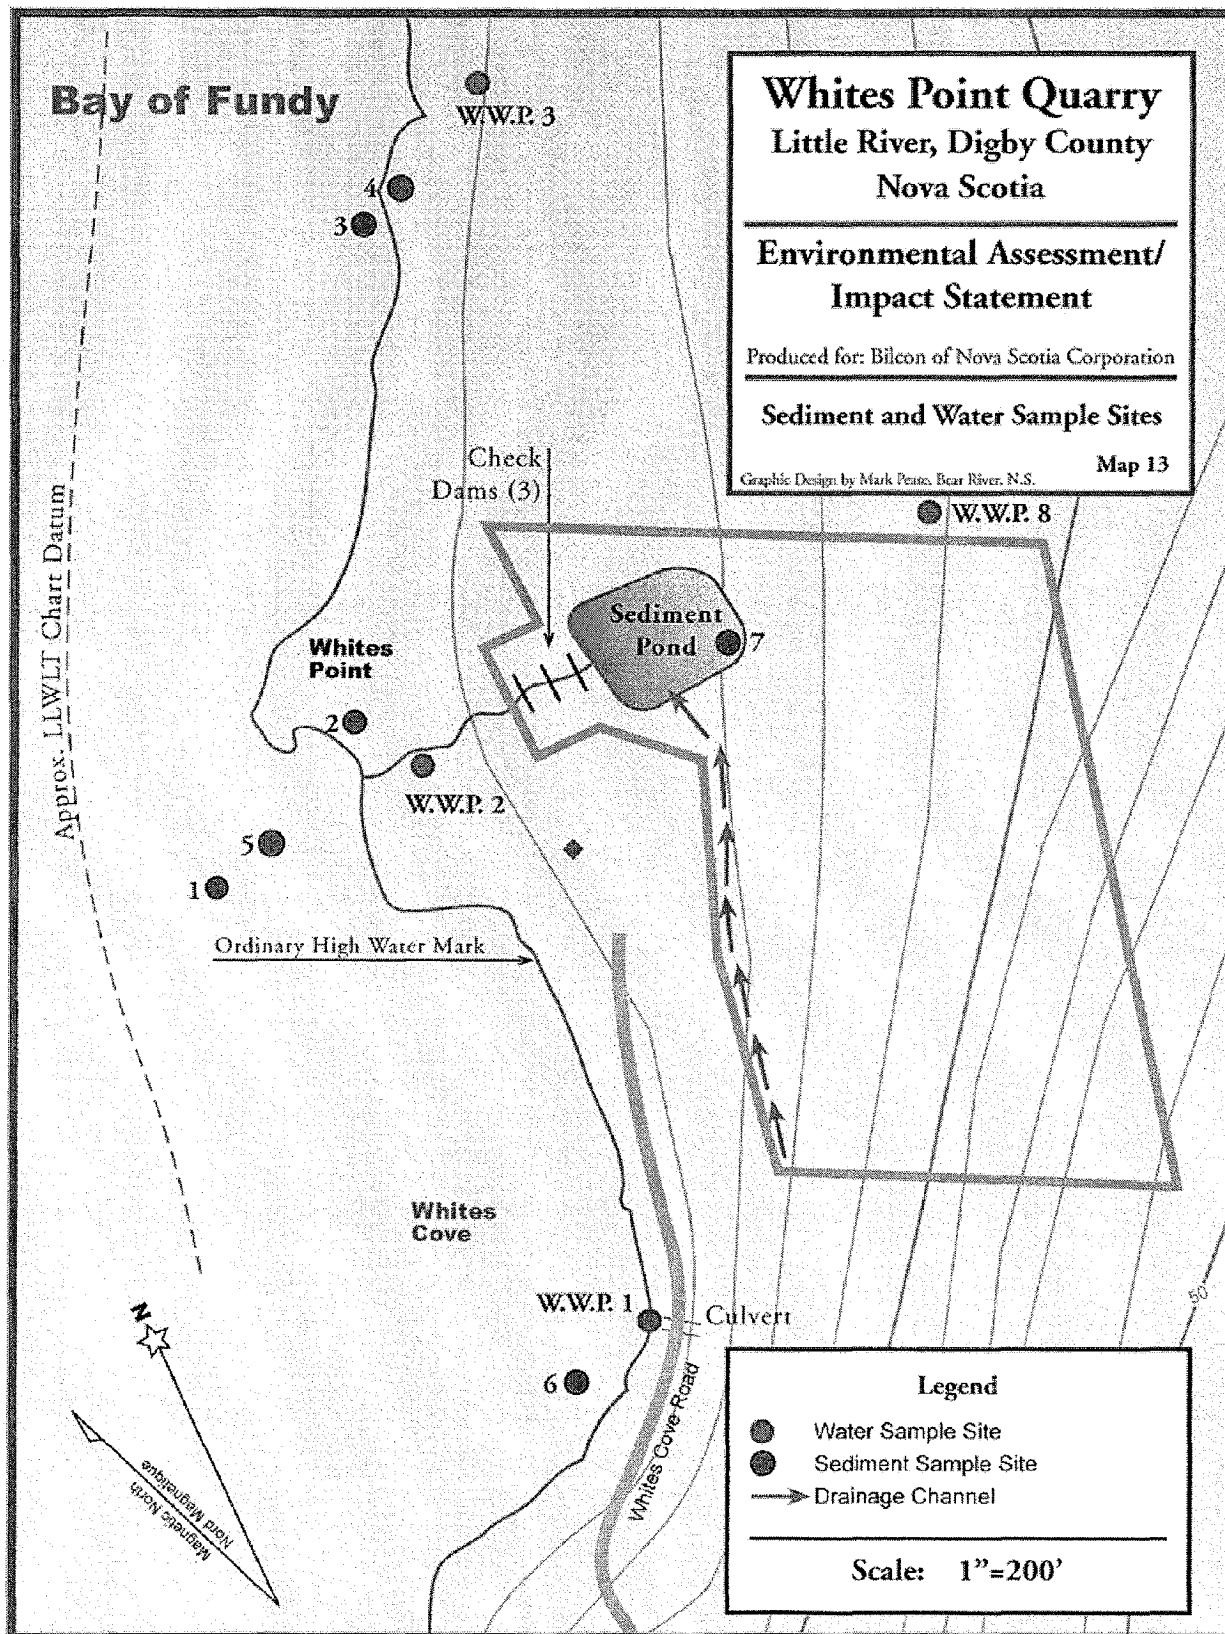 Bay of Fundy
W.W.P. 3
4
3
Whites Point Quarry
Little River, Digby County
Nova Scotia
Environmental Assessment/
Impact Statement
Produced for: Bilcon of Nova Scotia Corporation
Sediment and Water Sample Sites
Map 13
Graphic Design by Mark Pease, Bear River, N.S.
Check
Dams (3)
W.W.P. 8
Approx. LLWLT Chart Datum
Sediment
Pond
7
Whites
Point
2
W.W.P. 2
5
1
Ordinary High Water Mark
Whites
Cove
W.W.P. 1
Culvert
6
Whites Cove Road
50
N
Magnetic North
Nord Magnetique
Legend
Water Sample Site
Sediment Sample Site
Drainage Channel
Scale: 1"=200'